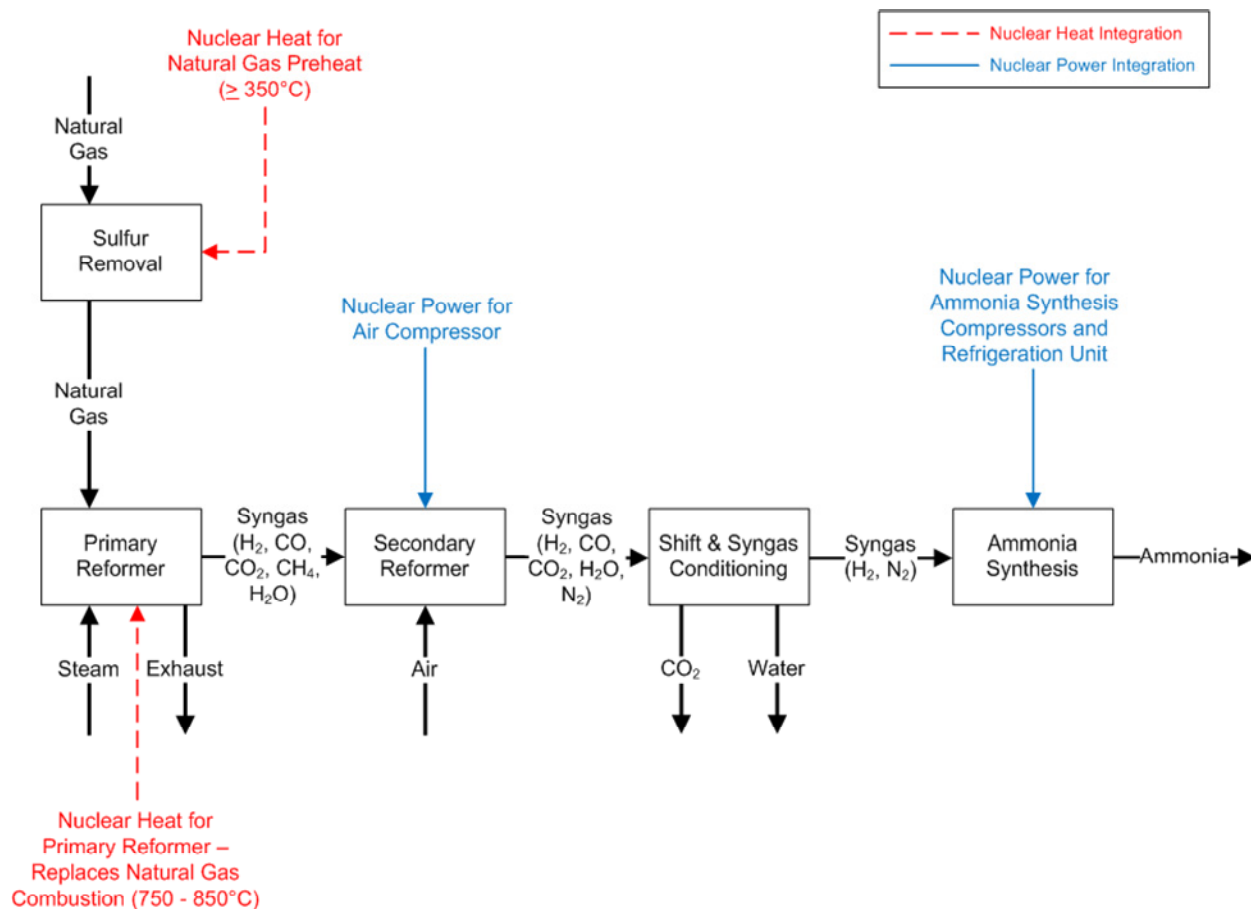 Nuclear Heat for
Natural Gas Preheat
(≥ 350°C)
Nuclear Heat Integration
Nuclear Power Integration
Natural
Gas
Sulfur
Removal
Nuclear Power for
Air Compressor
Nuclear Power for
Ammonia Synthesis
Compressors and
Refrigeration Unit
Natural
Gas
Primary
Reformer
Syngas
(H₂, CO,
CO₂, CH₄,
H₂O)
Secondary
Reformer
Syngas
(H₂, CO,
CO₂, H₂O,
N₂)
Shift & Syngas
Conditioning
Syngas
(H₂, N₂)
Ammonia
Synthesis
Ammonia
Steam
Exhaust
Air
CO₂
Water
Nuclear Heat for
Primary Reformer –
Replaces Natural Gas
Combustion (750 - 850°C)